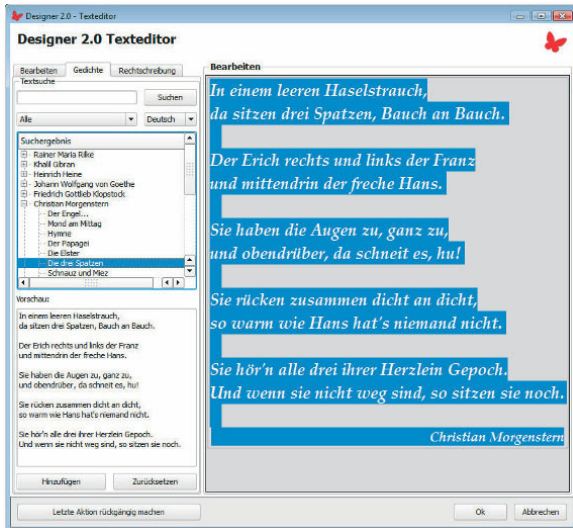 Designer 2.0 - Texteditor
Designer 2.0 Texteditor
Bearbeiten Gedichte Rechtschreibung
Textsuche
Suchen
Alle Deutsch
Suchergebnis
Rainer Maria Rilke
Khalil Gibran
Heinrich Heine
Johann Wolfgang von Goethe
Friedrich Gottlieb Klopstock
Christian Morgenstern
Der Engel...
Mond am Mittag
Hymne
Der Papagei
Die Elster
Die drei Spatzen
Schnauz und Miez
Vorschau:
In einem leeren Haselstrauch,
da sitzen drei Spatzen, Bauch an Bauch.
Der Erich rechts und links der Franz
und mittendrin der freche Hans.
Sie haben die Augen zu, ganz zu,
und obendrüber, da schneit es, hu!
Sie rücken zusammen dicht an dicht,
so warm wie Hans hat's niemand nicht.
Sie hör'n alle drei ihrer Herzlein Gepoch.
Und wenn sie nicht weg sind, so sitzen sie noch.
Hinzufügen Zurücksetzen
Bearbeiten
In einem leeren Haselstrauch,
da sitzen drei Spatzen, Bauch an Bauch.
Der Erich rechts und links der Franz
und mittendrin der freche Hans.
Sie haben die Augen zu, ganz zu,
und obendrüber, da schneit es, hu!
Sie rücken zusammen dicht an dicht,
so warm wie Hans hat's niemand nicht.
Sie hör'n alle drei ihrer Herzlein Gepoch.
Und wenn sie nicht weg sind, so sitzen sie noch.
Christian Morgenstern
Letzte Aktion rückgängig machen Ok Abbrechen